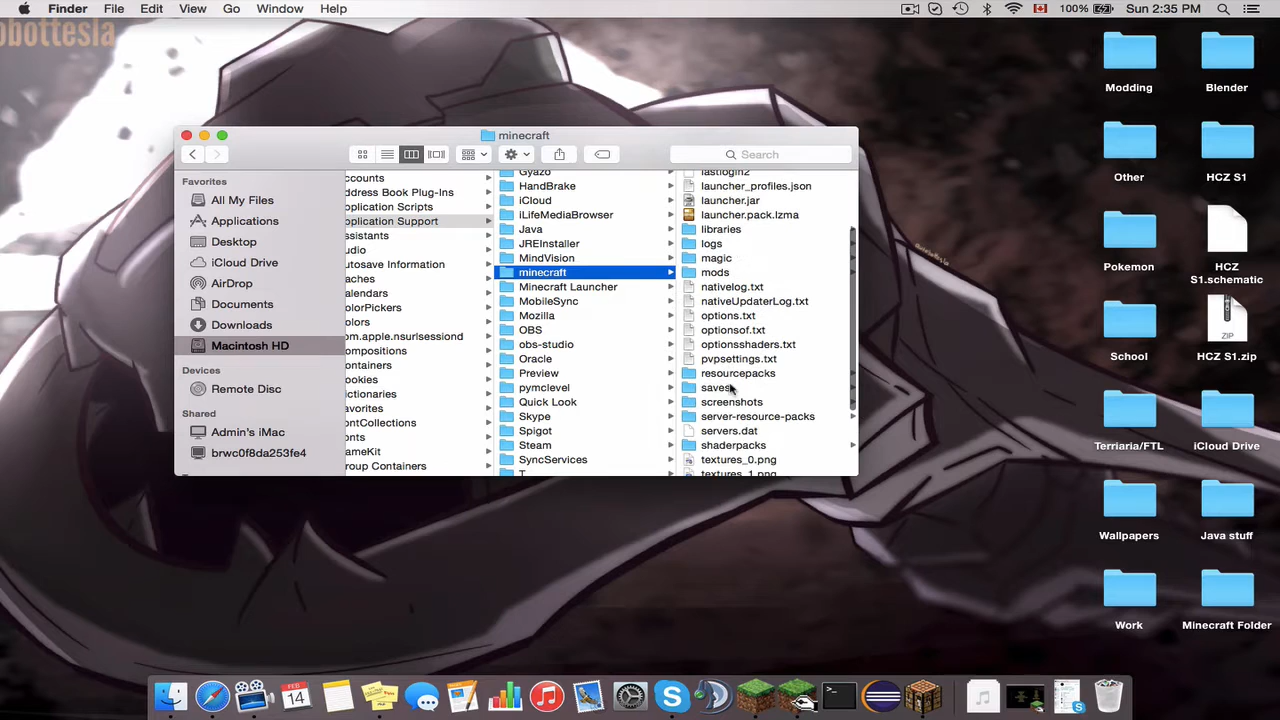 Finder File Edit View Go Window Help 100% Sun 2:35 PM
obottesla
minecraft
Search
Favorites
All My Files
Applications
Desktop
iCloud Drive
AirDrop
Documents
Downloads
Macintosh HD
Devices
Remote Disc
Shared
Admin's iMac
brwc0f8da253fe4
ccounts
ddress Book Plug-Ins
pplication Scripts
pplication Support
ssistants
udio
utosave Information
aches
alendars
olorPickers
olors
om.apple.nsurlsessiond
ompositions
ontainers
ookies
ictionaries
avorites
ontCollections
onts
ameKit
roup Containers
Gyazo
HandBrake
iCloud
iLifeMediaBrowser
Java
JREInstaller
MindVision
minecraft
Minecraft Launcher
MobileSync
Mozilla
OBS
obs-studio
Oracle
Preview
pymclevel
Quick Look
Skype
Spigot
Steam
SyncServices
T
lastlogin2
launcher_profiles.json
launcher.jar
launcher.pack.lzma
libraries
logs
magic
mods
nativelog.txt
nativeUpdaterLog.txt
options.txt
optionsof.txt
optionsshaders.txt
pvpsettings.txt
resourcepacks
saves
screenshots
server-resource-packs
servers.dat
shaderpacks
textures_0.png
textures_1.png
Modding
Blender
Other
HCZ S1
Pokemon
HCZ
S1.schematic
School
ZIP
HCZ S1.zip
Terriaria/FTL
iCloud Drive
Wallpapers
Java stuff
Work
Minecraft Folder
FEB
14